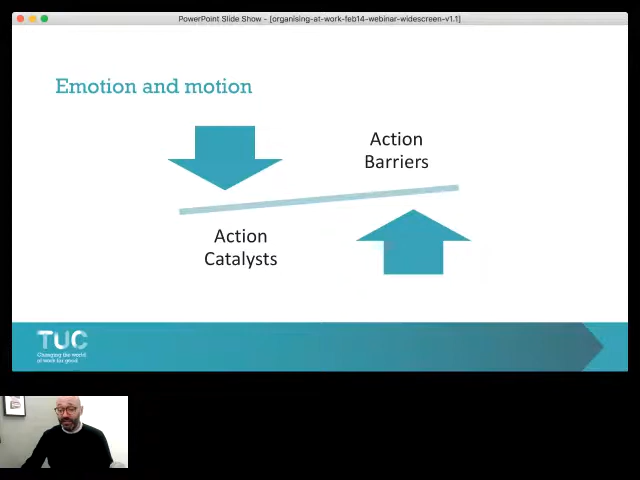 PowerPoint Slide Show - [organising-at-work-feb14-webinar-widescreen-v1.1]
Emotion and motion
Action
Barriers
Action
Catalysts
TUC
Changing the world
of work for good